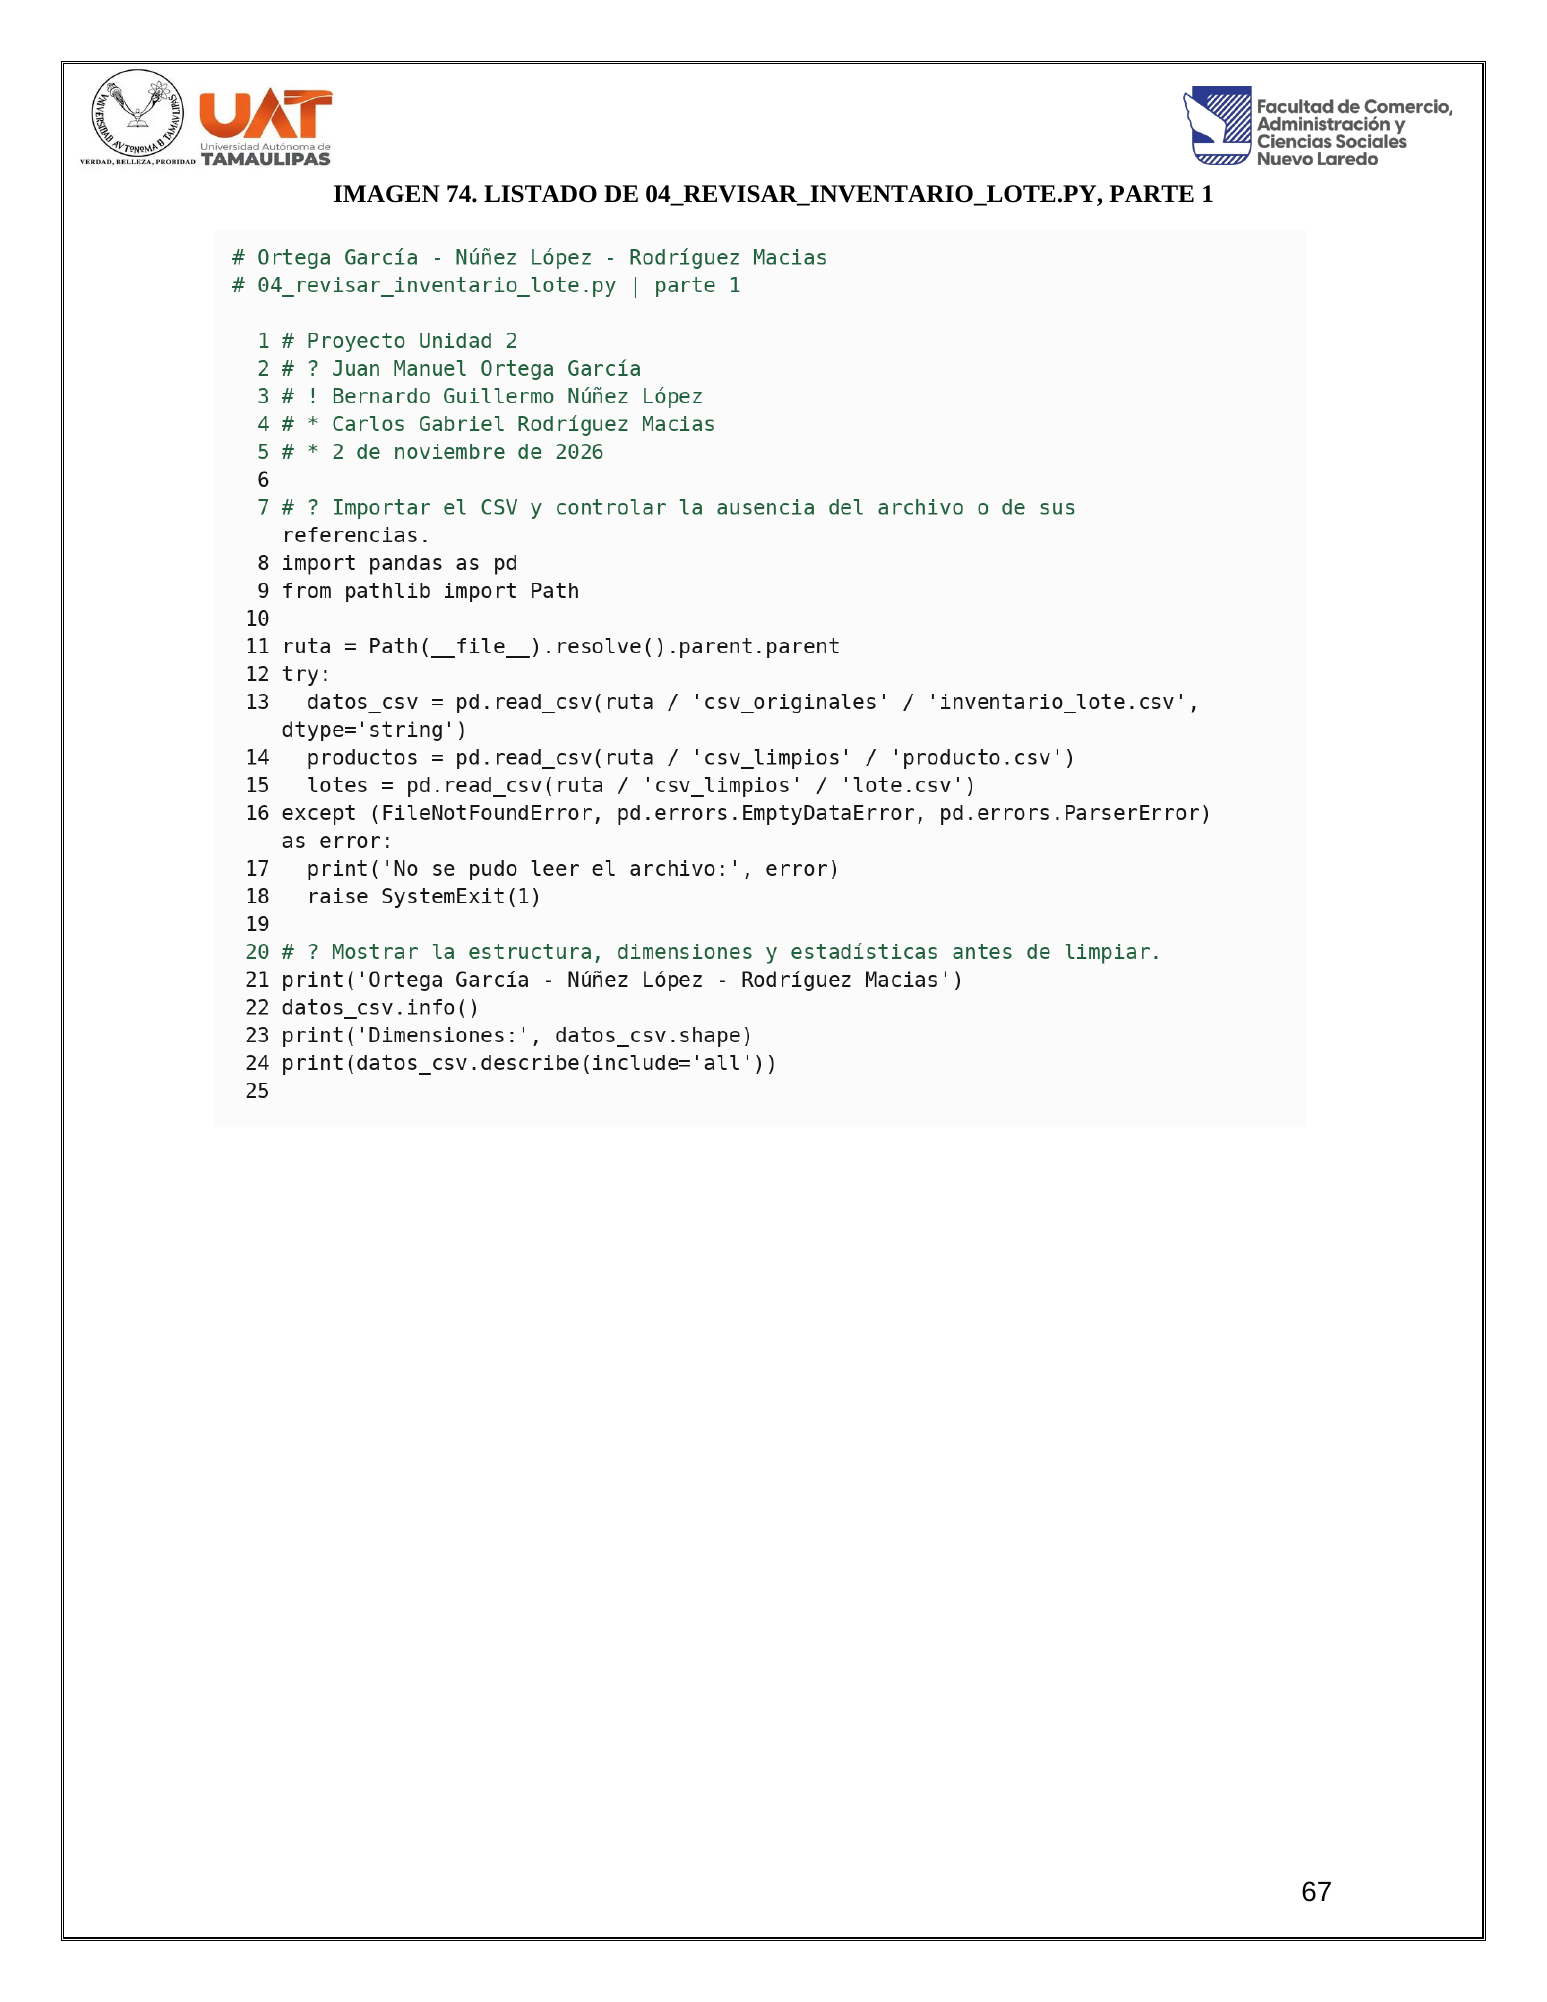 VNIVERSIDAD AVTONOMA D TAMAVLIPAS
VERDAD, BELLEZA, PROBIDAD
UAT
Universidad Autónoma de
TAMAULIPAS
Facultad de Comercio,
Administración y
Ciencias Sociales
Nuevo Laredo
IMAGEN 74. LISTADO DE 04_REVISAR_INVENTARIO_LOTE.PY, PARTE 1
# Ortega García - Núñez López - Rodríguez Macias
# 04_revisar_inventario_lote.py | parte 1
1 # Proyecto Unidad 2
2 # ? Juan Manuel Ortega García
3 # ! Bernardo Guillermo Núñez López
4 # * Carlos Gabriel Rodríguez Macias
5 # * 2 de noviembre de 2026
6
7 # ? Importar el CSV y controlar la ausencia del archivo o de sus
referencias.
8 import pandas as pd
9 from pathlib import Path
10
11 ruta = Path(__file__).resolve().parent.parent
12 try:
13   datos_csv = pd.read_csv(ruta / 'csv_originales' / 'inventario_lote.csv',
dtype='string')
14   productos = pd.read_csv(ruta / 'csv_limpios' / 'producto.csv')
15   lotes = pd.read_csv(ruta / 'csv_limpios' / 'lote.csv')
16 except (FileNotFoundError, pd.errors.EmptyDataError, pd.errors.ParserError)
as error:
17   print('No se pudo leer el archivo:', error)
18   raise SystemExit(1)
19
20 # ? Mostrar la estructura, dimensiones y estadísticas antes de limpiar.
21 print('Ortega García - Núñez López - Rodríguez Macias')
22 datos_csv.info()
23 print('Dimensiones:', datos_csv.shape)
24 print(datos_csv.describe(include='all'))
25
67